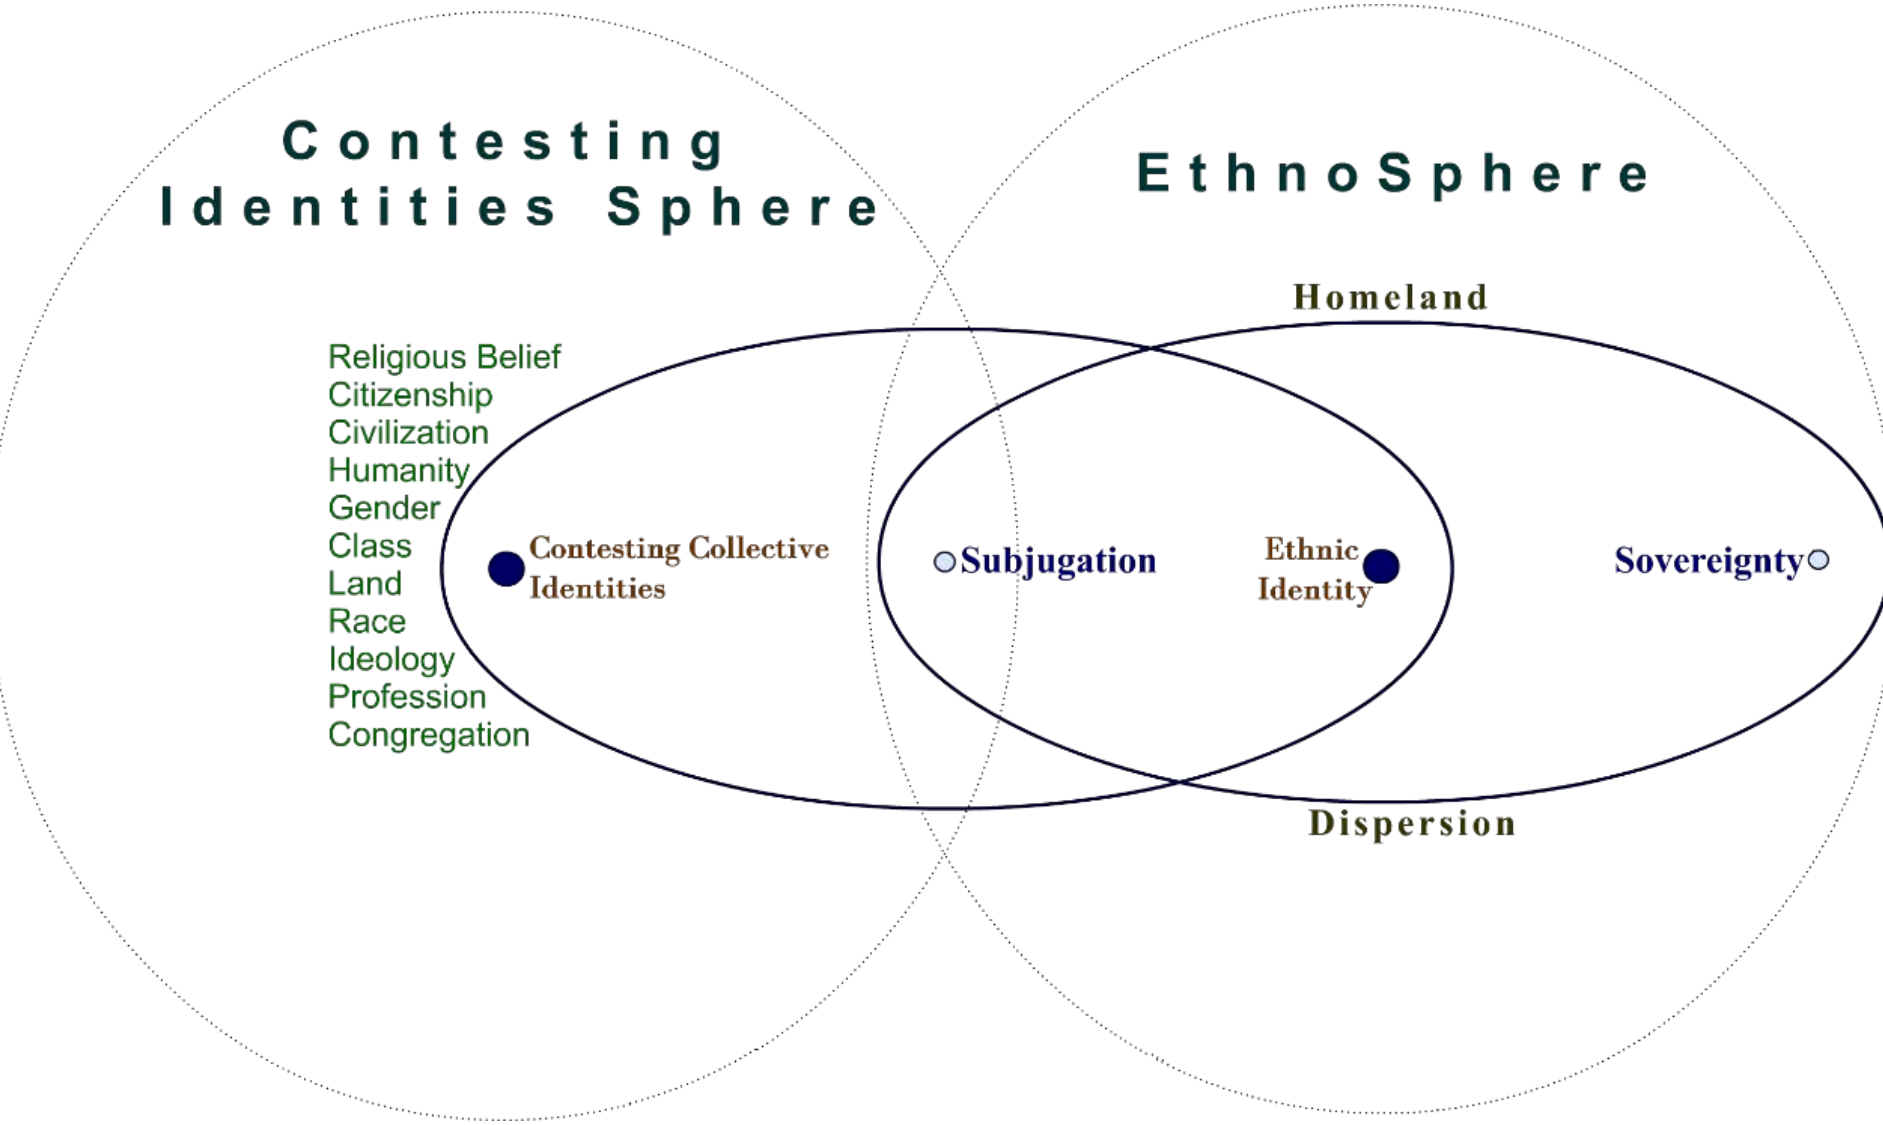 Contesting
Identities Sphere
EthnoSphere
Homeland
Religious Belief
Citizenship
Civilization
Humanity
Gender
Class
Land
Race
Ideology
Profession
Congregation
Contesting Collective
Identities
Subjugation
Ethnic
Identity
Sovereignty
Dispersion